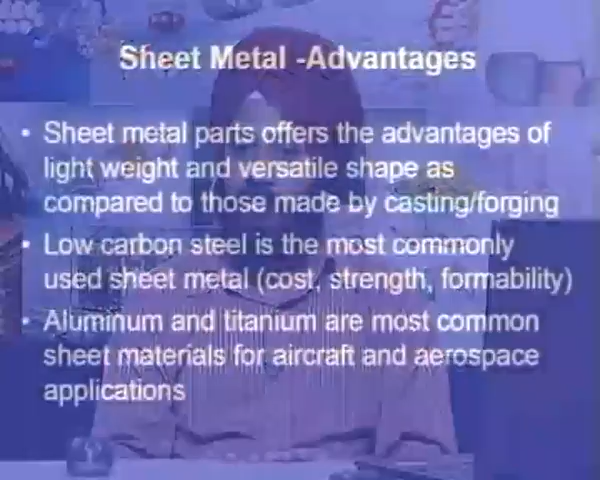 Sheet Metal -Advantages
• Sheet metal parts offers the advantages of
light weight and versatile shape as
compared to those made by casting/forging
• Low carbon steel is the most commonly
used sheet metal (cost, strength, formability)
• Aluminum and titanium are most common
sheet materials for aircraft and aerospace
applications